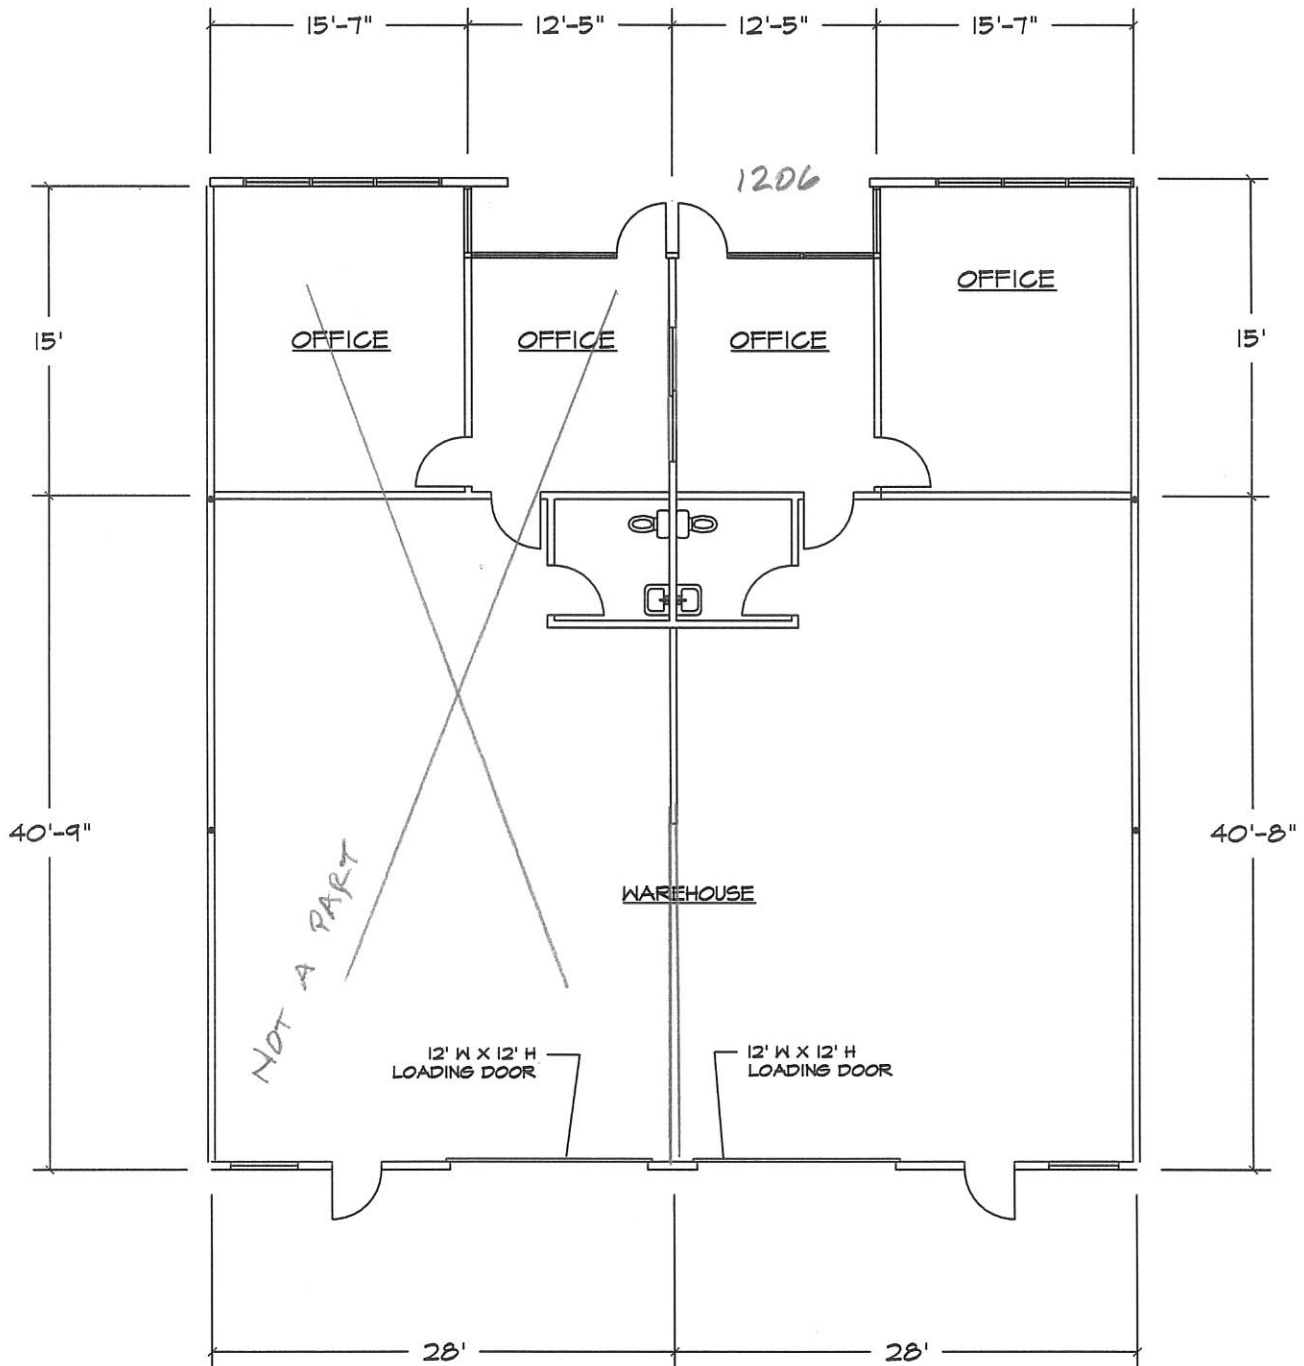 15'-7" 12'-5" 12'-5" 15'-7"
1206
OFFICE
15' OFFICE OFFICE OFFICE 15'
40'-9" 40'-8"
WAREHOUSE
NOT A PART
12' W X 12' H
LOADING DOOR
12' W X 12' H
LOADING DOOR
28' 28'